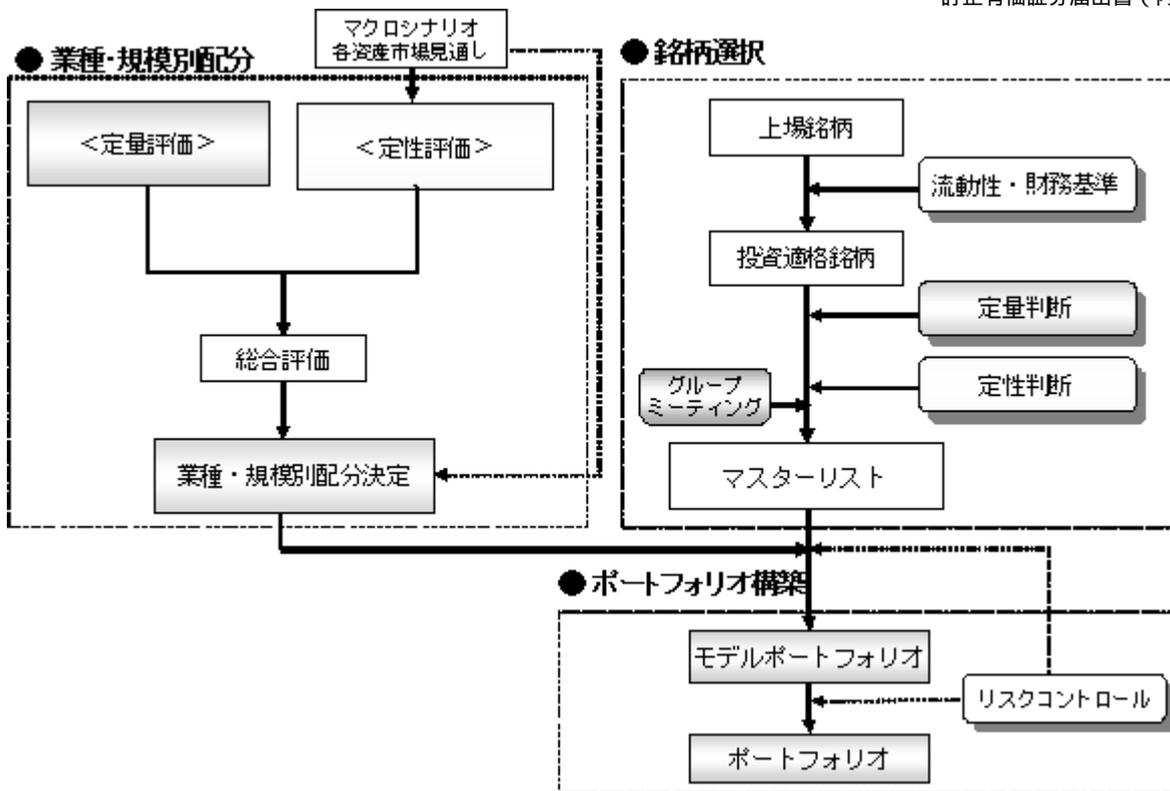 訂正有価証券届出書（内
マクロシナリオ
各資産市場見通し
● 業種・規模別配分
＜定量評価＞
＜定性評価＞
総合評価
業種・規模別配分決定
● 銘柄選択
上場銘柄
流動性・財務基準
投資適格銘柄
定量判断
定性判断
グループ
ミーティング
マスターリスト
● ポートフォリオ構築
モデルポートフォリオ
リスクコントロール
ポートフォリオ